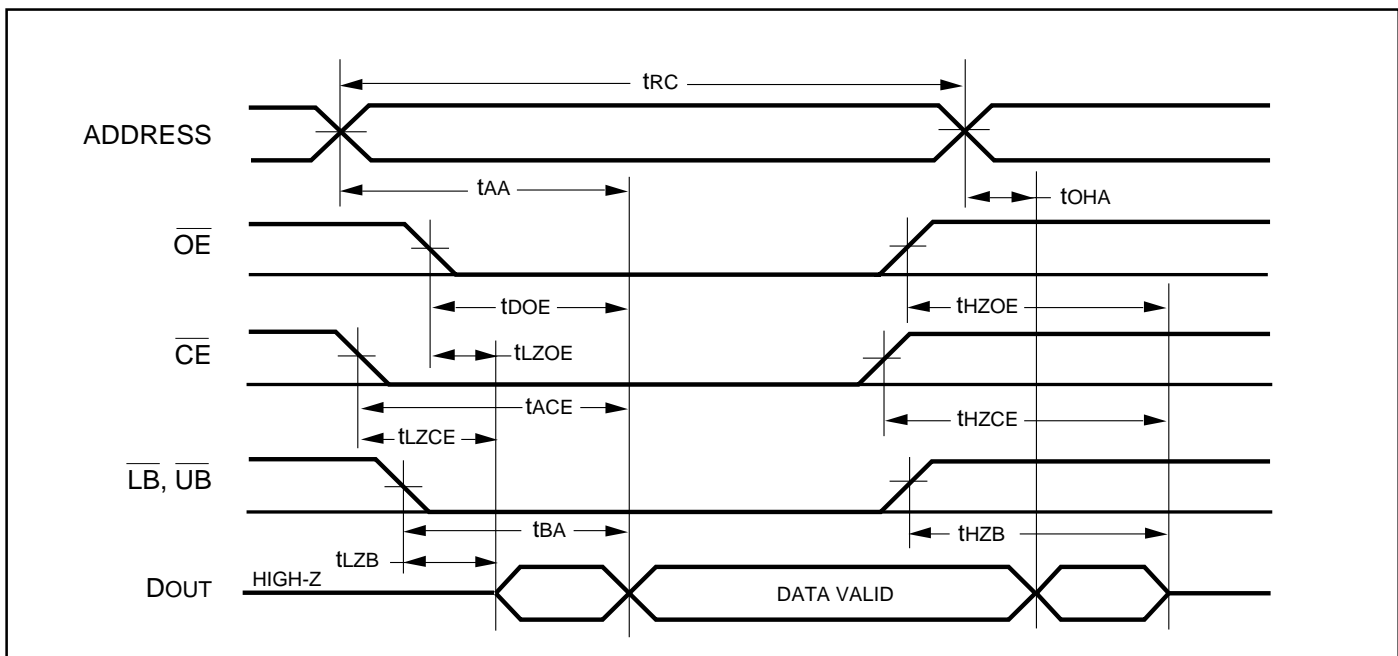 tRC
ADDRESS
tAA
tOHA
OE
tDOE
tHZOE
CE
tLZOE
tACE
tHZCE
tLZCE
LB, UB
tBA
tHZB
tLZB
DOUT
HIGH-Z
DATA VALID